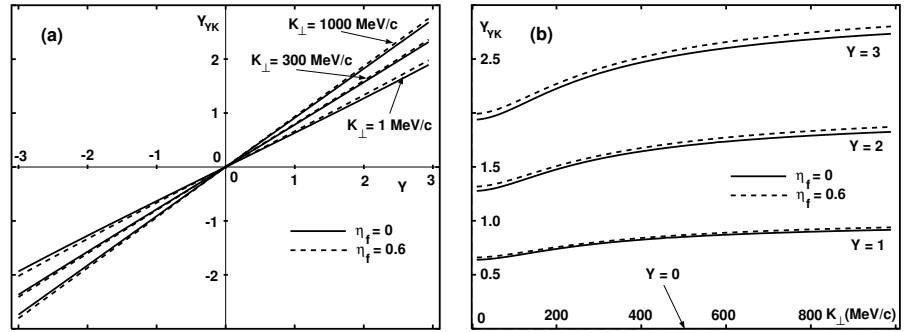 (a)
Y_YK
K⊥= 1000 MeV/c
2
K⊥= 300 MeV/c
1
K⊥= 1 MeV/c
0
-3 -2 -1
0 1 2 3
Y
-1
-2
η_f = 0
η_f = 0.6
Y_YK
(b)
2.5
Y = 3
2.0
Y = 2
1.5
η_f = 0
η_f = 0.6
1.0
Y = 1
0.5
Y = 0
0 200 400 600 800 K⊥(MeV/c)